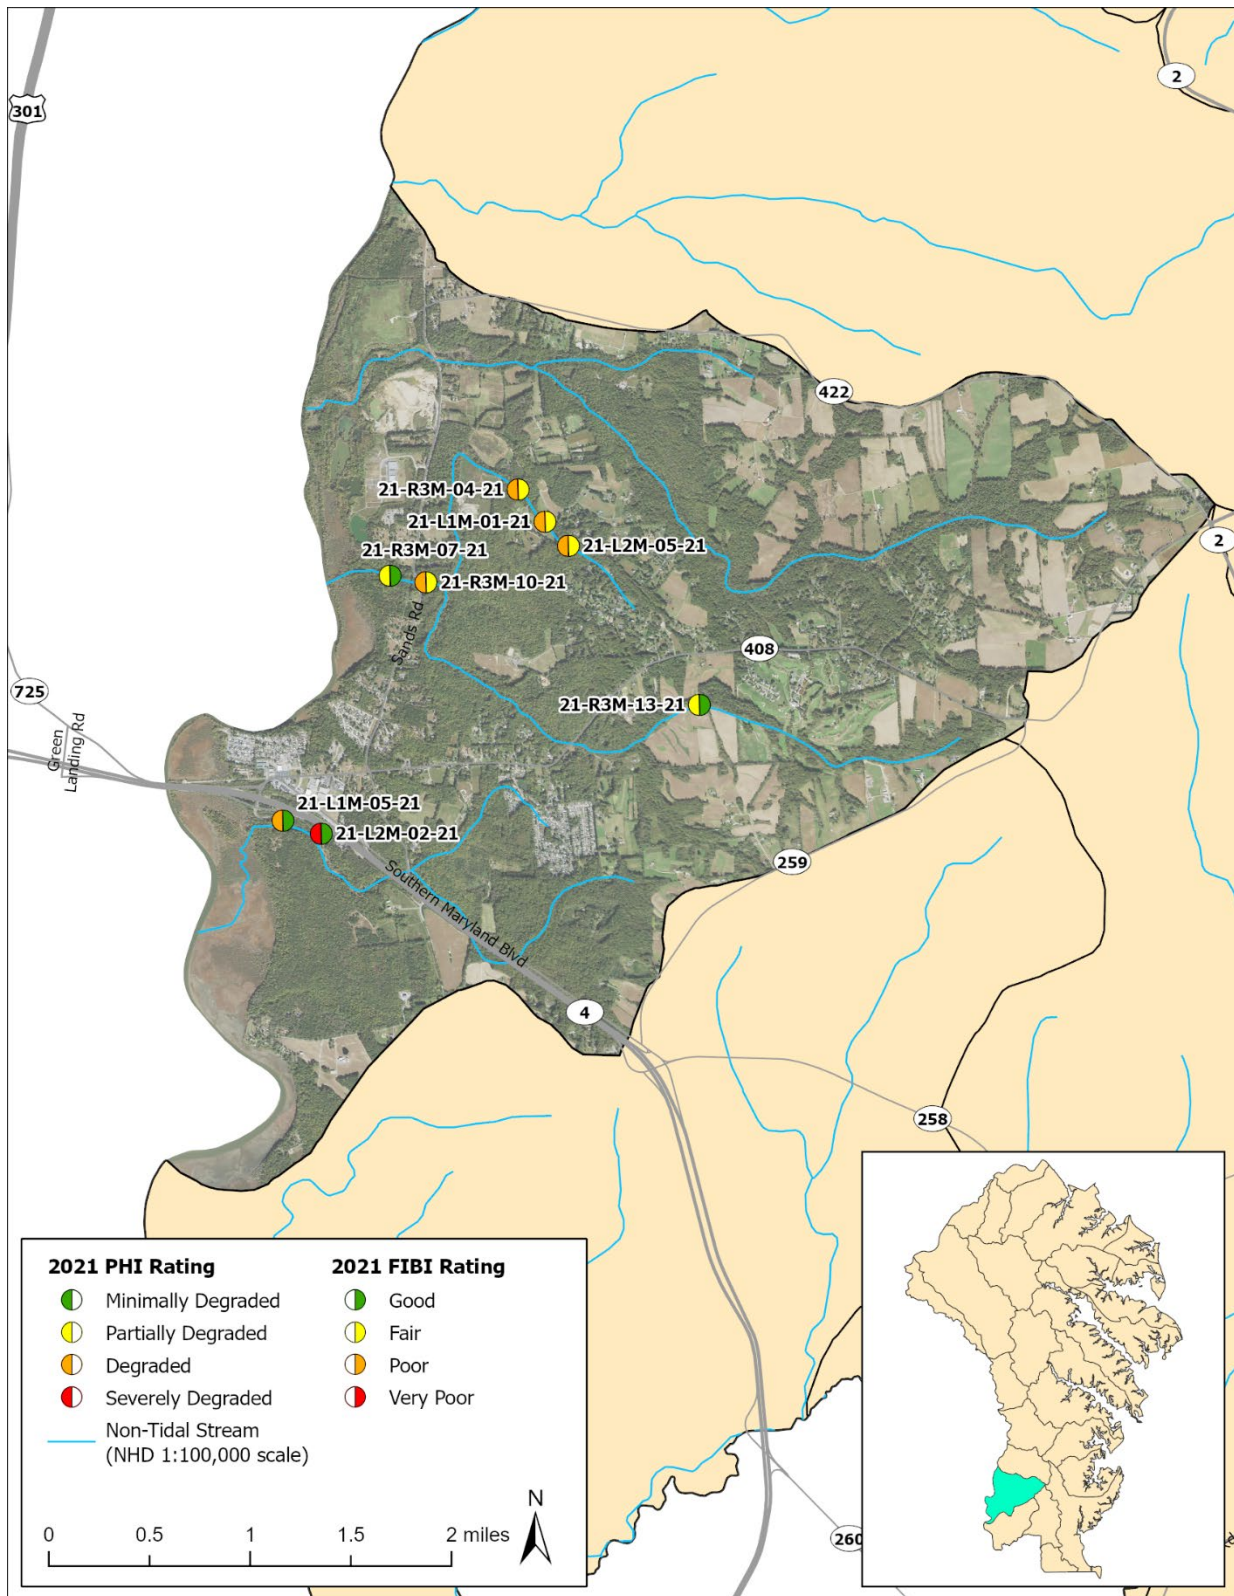 2
301
422
21-R3M-04-21
21-L1M-01-21
2
21-R3M-07-21
21-L2M-05-21
21-R3M-10-21
Sands Rd
408
725
21-R3M-13-21
Green
Landing Rd
21-L1M-05-21
21-L2M-02-21
259
Southern Maryland Blvd
4
258
2021 PHI Rating
Minimally Degraded
Partially Degraded
Degraded
Severely Degraded
Non-Tidal Stream
(NHD 1:100,000 scale)
2021 FIBI Rating
Good
Fair
Poor
Very Poor
N
0 0.5 1 1.5 2 miles
260